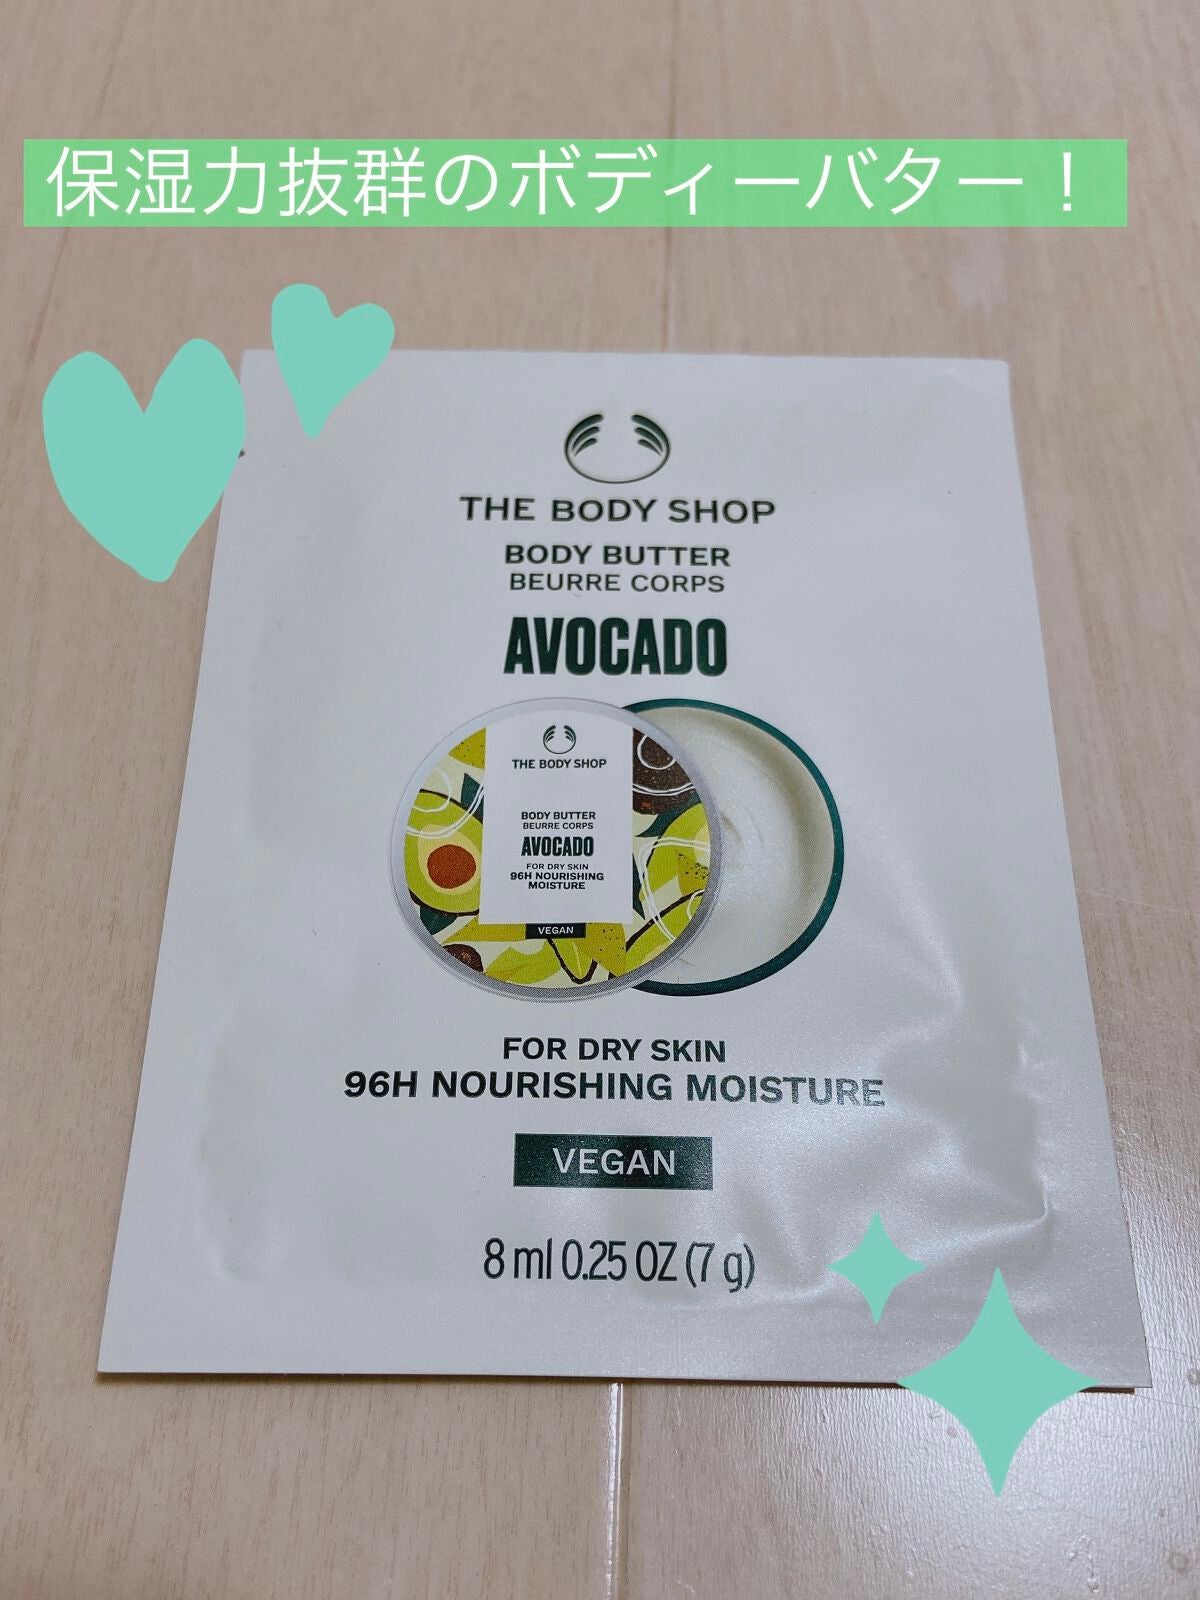 保湿力抜群のボディーバター！
THE BODY SHOP
BODY BUTTER
BEURRE CORPS
AVOCADO
THE BODY SHOP
BODY BUTTER
BEURRE CORPS
AVOCADO
FOR DRY SKIN
96H NOURISHING
MOISTURE
VEGAN
FOR DRY SKIN
96H NOURISHING MOISTURE
VEGAN
8 ml 0.25 OZ (7 g)